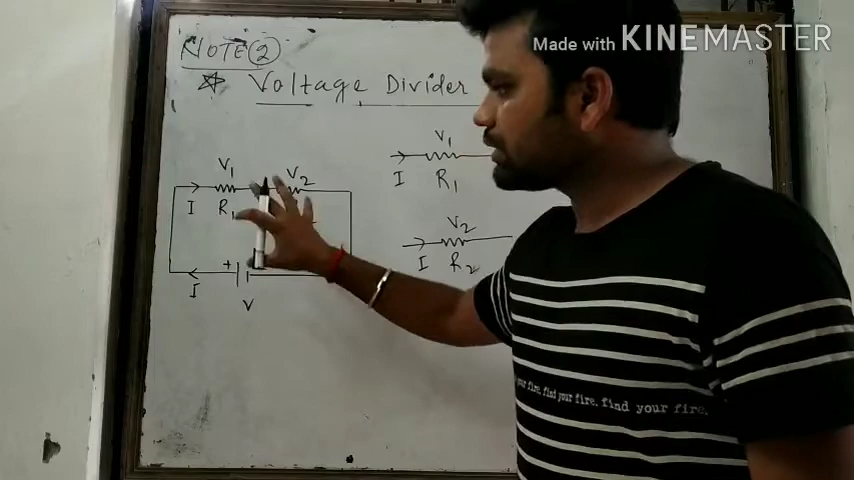 Made with KINEMASTER
NOTE 2
Voltage Divider
V1
I R1
V2
I
+
V
V1
I R1
V2
I R2
find your fire, find your fire.